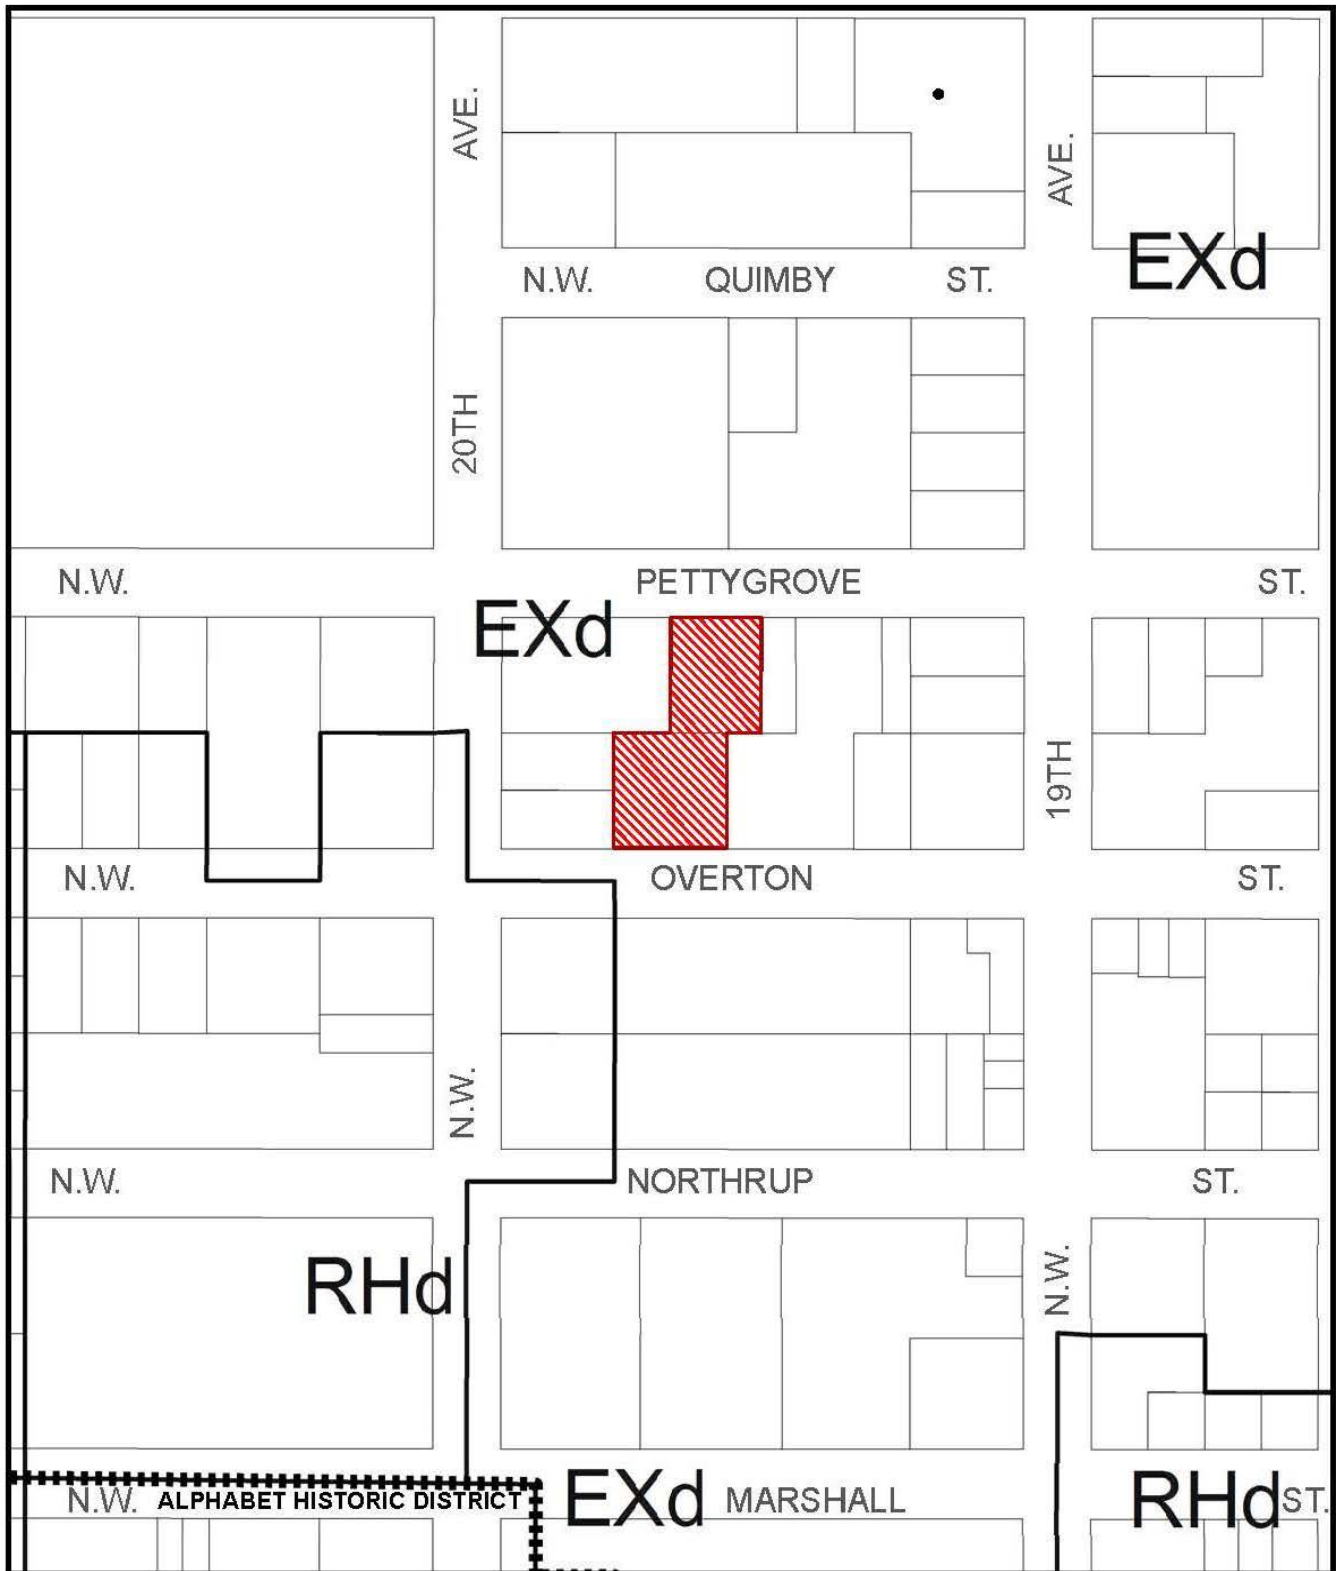 AVE.
AVE.
EXd
N.W. QUIMBY ST.
20TH
N.W. PETTYGROVE ST.
EXd
19TH
N.W. OVERTON ST.
N.W.
N.W. NORTHRUP ST.
RHd
N.W.
N.W. ALPHABET HISTORIC DISTRICT EXd MARSHALL RHd ST.